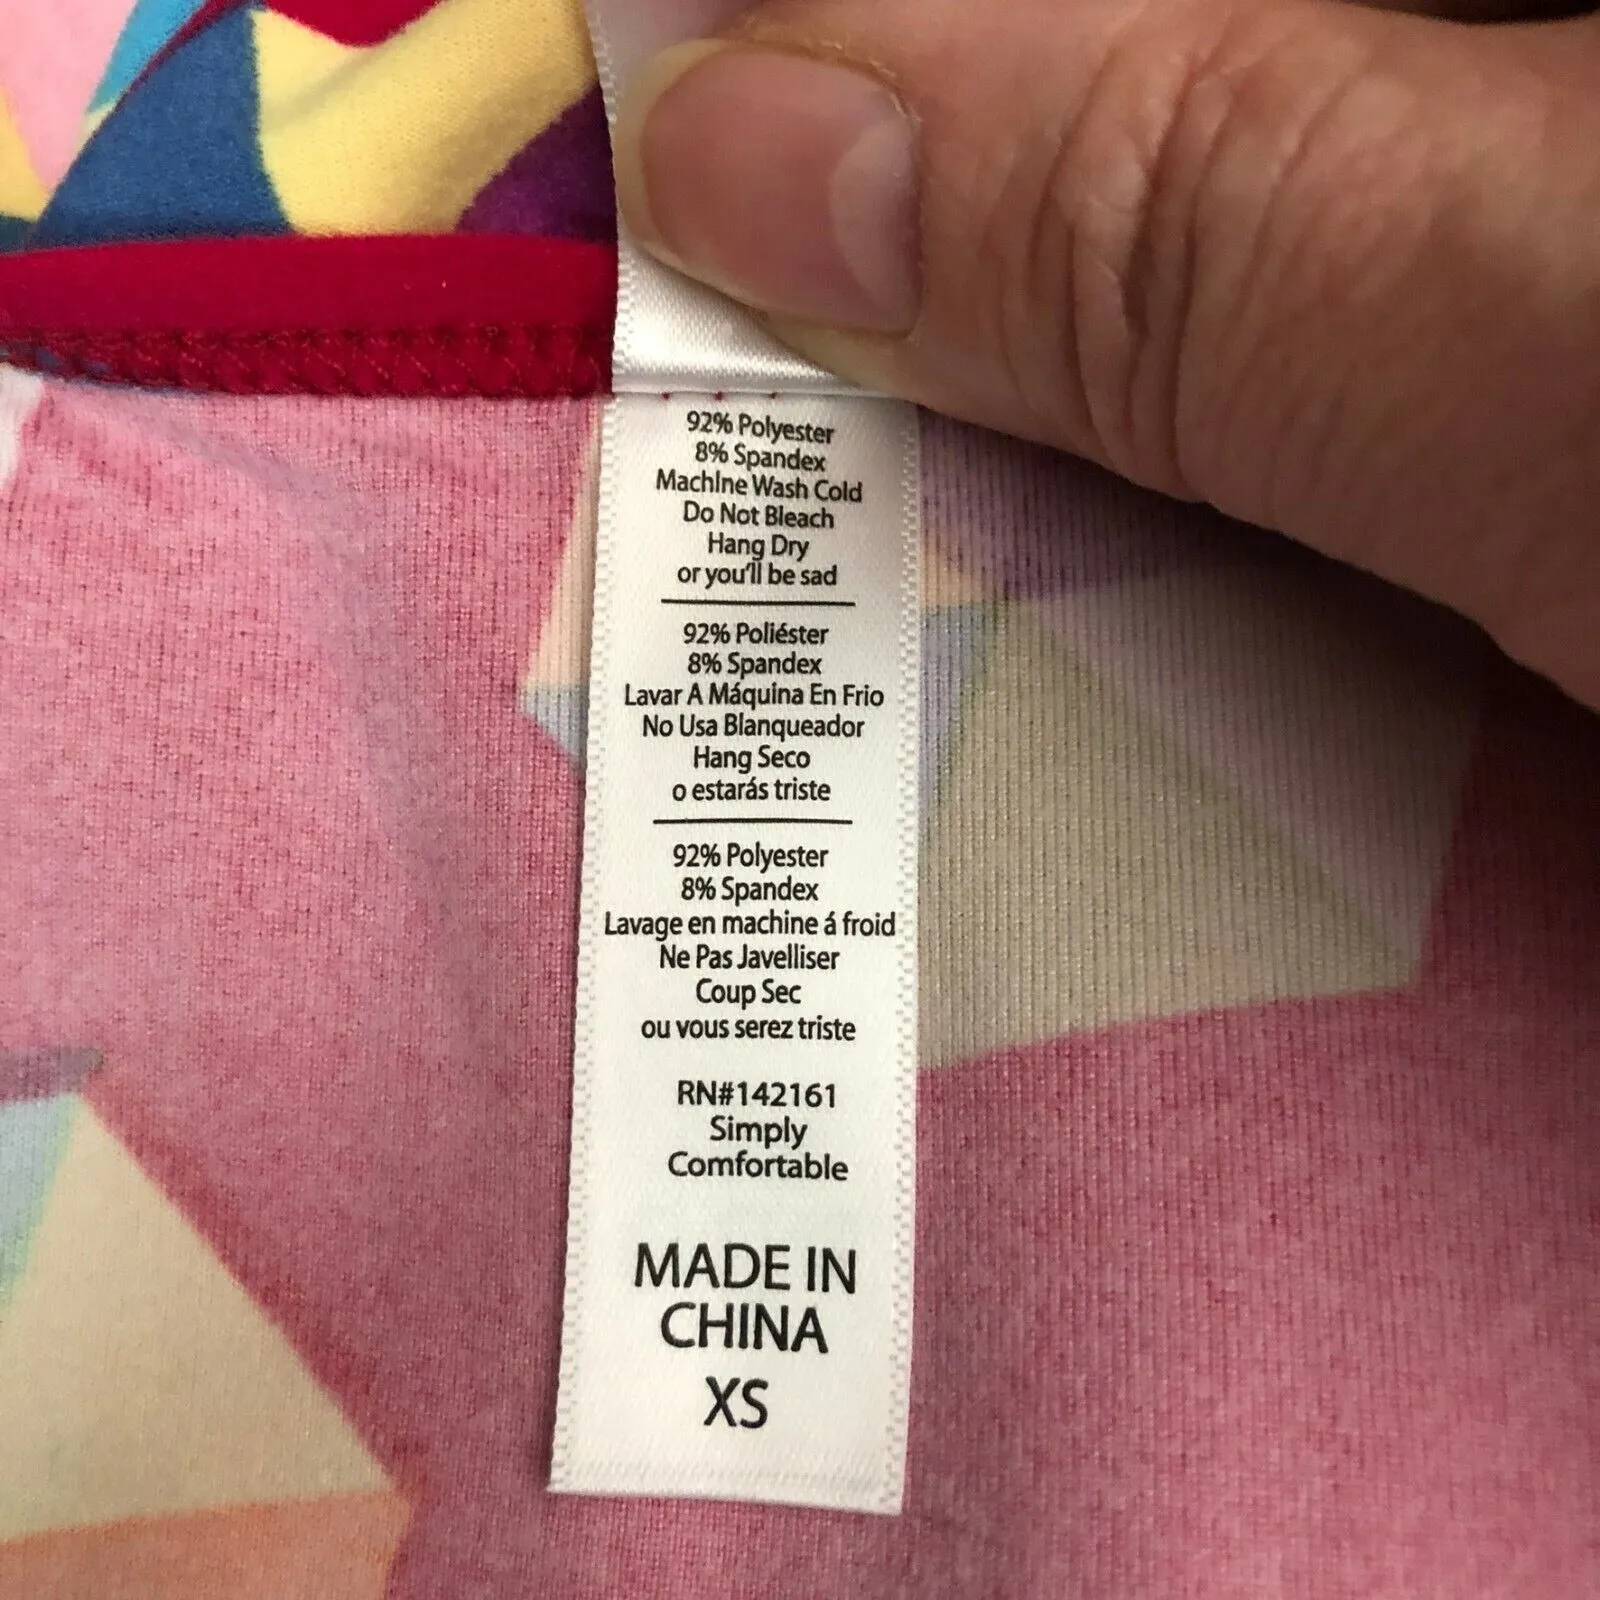 92% Polyester
8% Spandex
MachIne Wash Cold
Do Not Bleach
Hang Dry
or you'll be sad
92% Poliéster
8% Spandex
Lavar A Máquina En Frio
No Usa Blanqueador
Hang Seco
o estarás triste
92% Polyester
8% Spandex
Lavage en machine á froid
Ne Pas Javelliser
Coup Sec
ou vous serez triste
RN#142161
Simply
Comfortable
MADE IN
CHINA
XS